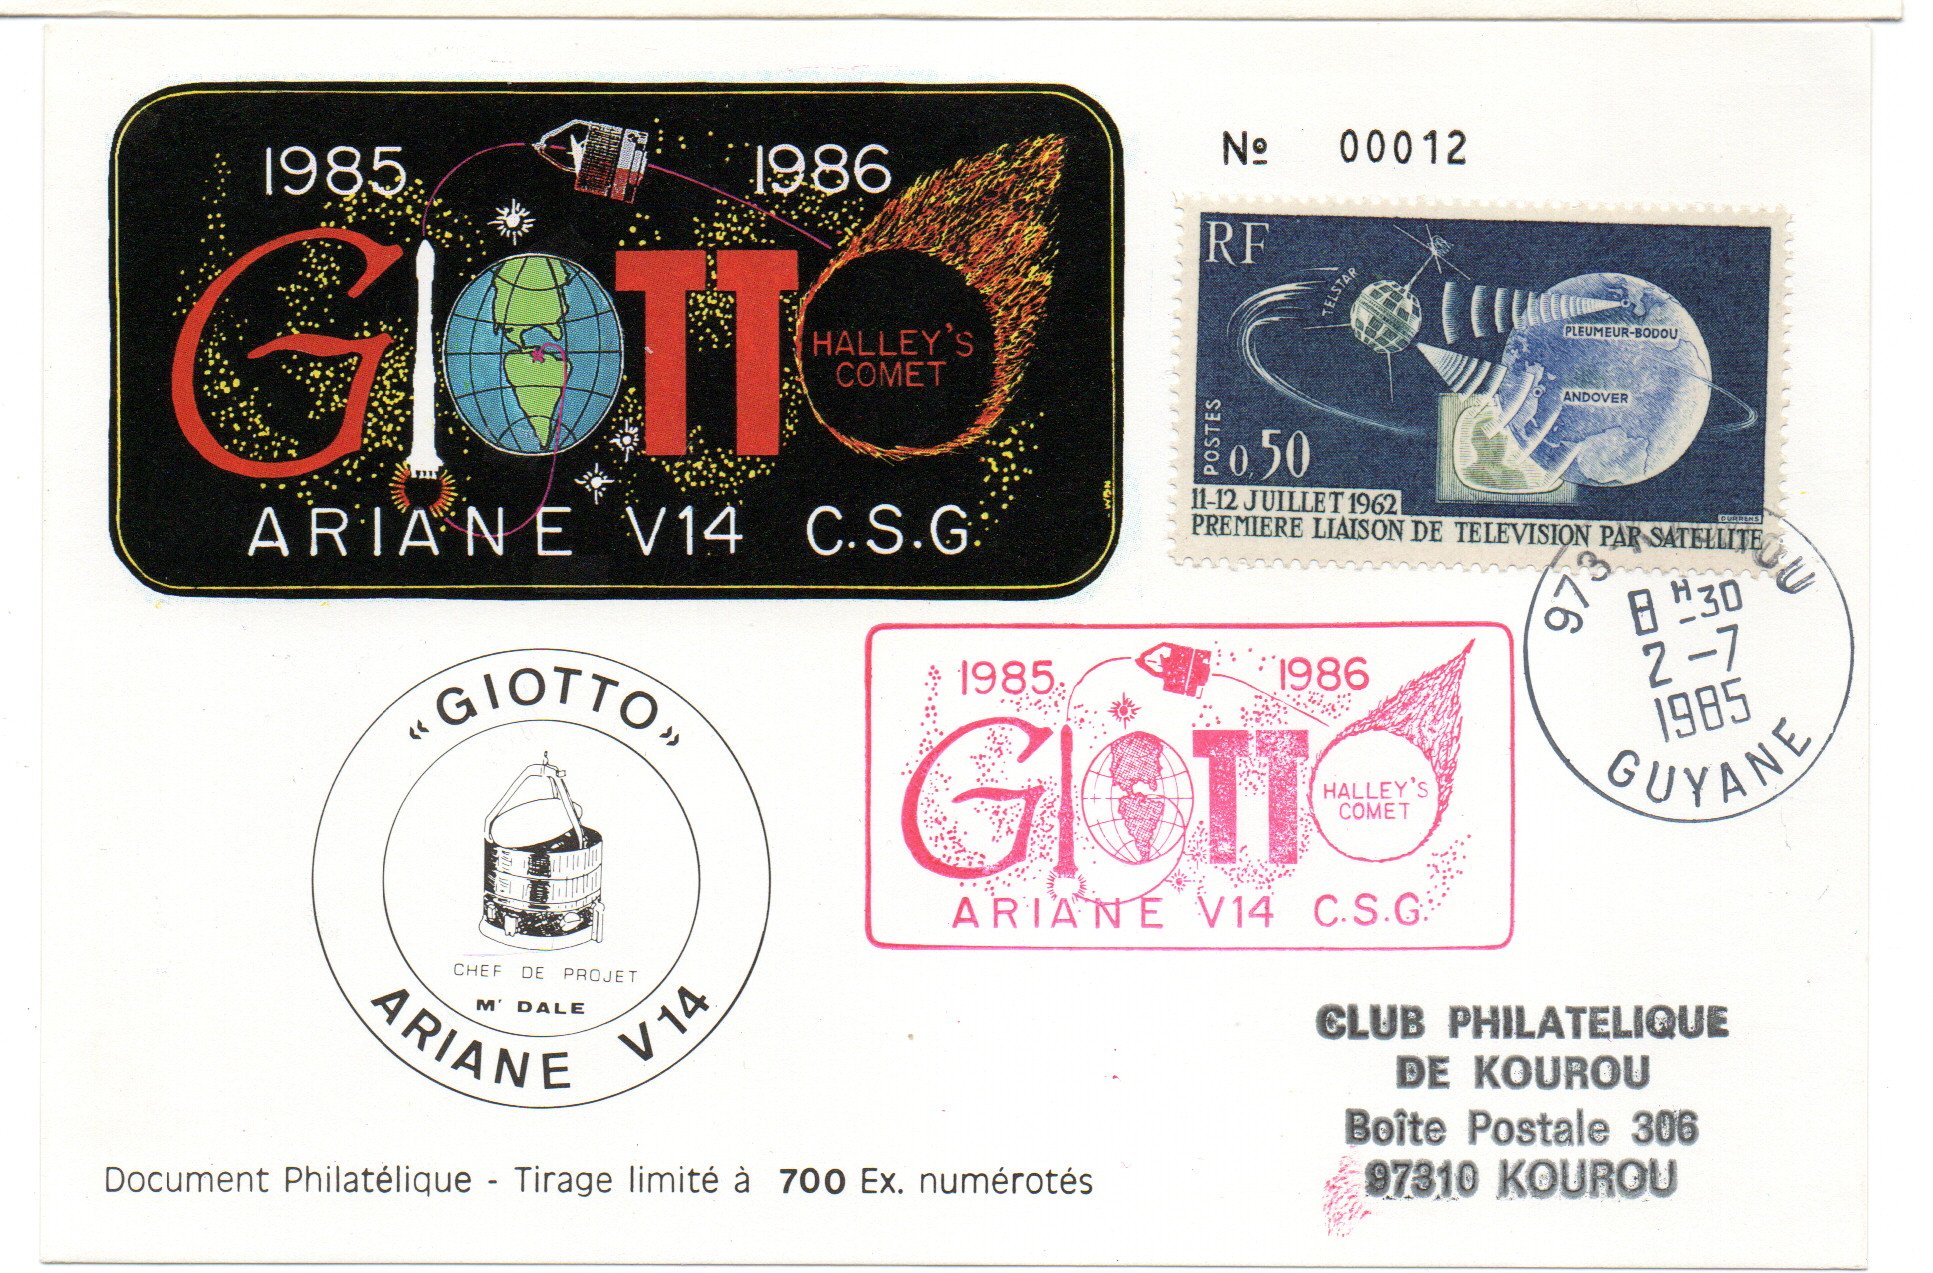 1985 1986
GIOTTO
HALLEY'S
COMET
ARIANE V14 C.S.G.
Nº 00012
RF
TELSTAR
PLEUMEUR-BODOU
ANDOVER
POSTES
0,50
11-12 JUILLET 1962
PREMIERE LIAISON DE TELEVISION PAR SATELLITE
DURRENS
8H-30
2-7
1985
GUYANE
1985 1986
GIOTTO
HALLEY'S
COMET
ARIANE V14 C.S.G.
«GIOTTO»
CHEF DE PROJET
Mr DALE
ARIANE V14
CLUB PHILATELIQUE
DE KOUROU
Boîte Postale 306
97310 KOUROU
Document Philatélique - Tirage limité à 700 Ex. numérotés